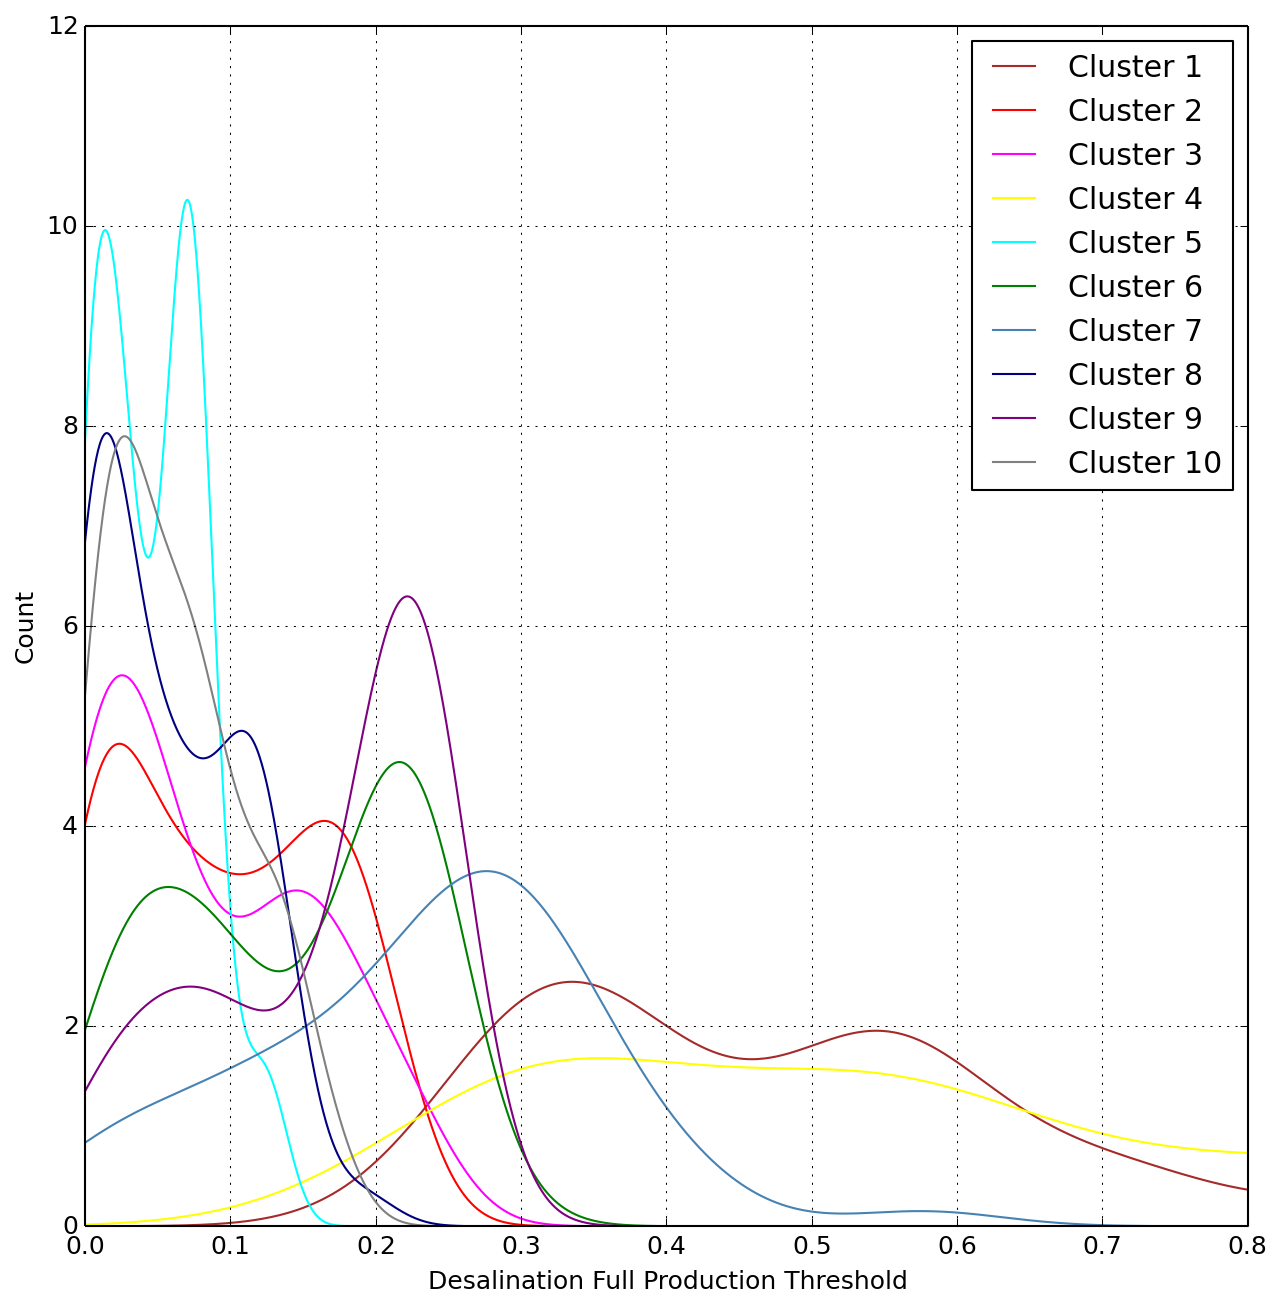 12
10
8
6
4
2
0
Count
0.0 0.1 0.2 0.3 0.4 0.5 0.6 0.7 0.8
Desalination Full Production Threshold
Cluster 1
Cluster 2
Cluster 3
Cluster 4
Cluster 5
Cluster 6
Cluster 7
Cluster 8
Cluster 9
Cluster 10